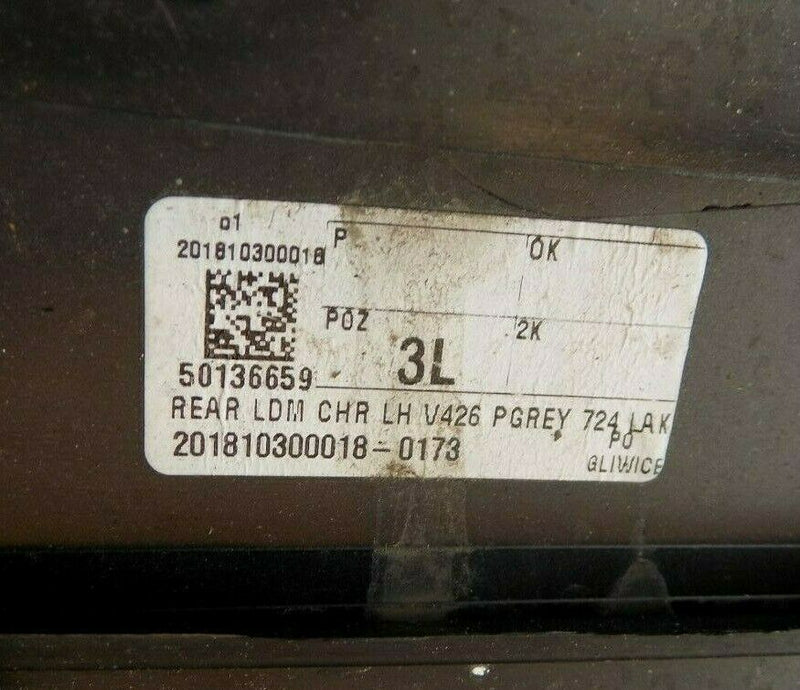 01
201810300018
P
OK
POZ
3L
2K
50136659
REAR LDM CHR LH V426 PGREY 724 LAK
201810300018-0173
PO
GLIWICE